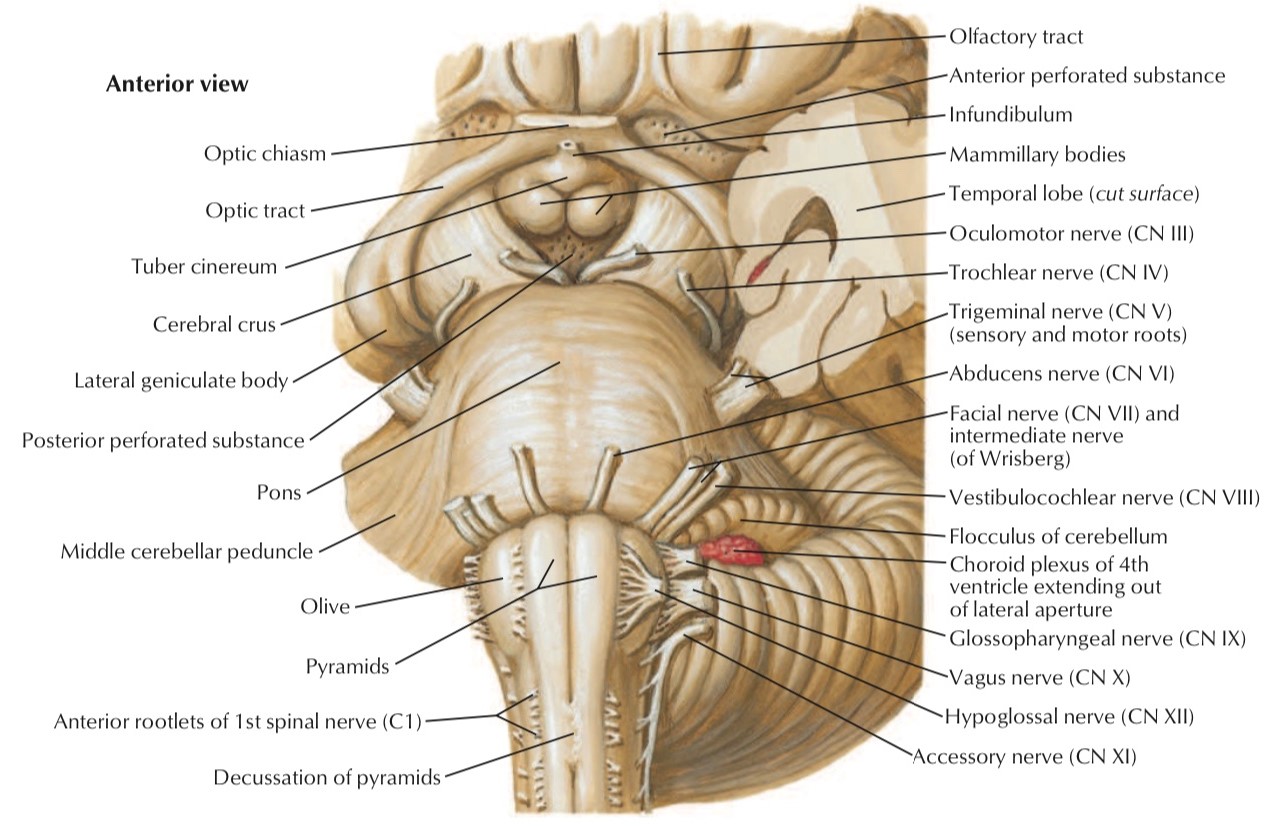 Anterior view
Optic chiasm
Optic tract
Tuber cinereum
Cerebral crus
Lateral geniculate body
Posterior perforated substance
Pons
Middle cerebellar peduncle
Olive
Pyramids
Anterior rootlets of 1st spinal nerve (C1)
Decussation of pyramids
Olfactory tract
Anterior perforated substance
Infundibulum
Mammillary bodies
Temporal lobe (cut surface)
Oculomotor nerve (CN III)
Trochlear nerve (CN IV)
Trigeminal nerve (CN V)
(sensory and motor roots)
Abducens nerve (CN VI)
Facial nerve (CN VII) and
intermediate nerve
(of Wrisberg)
Vestibulocochlear nerve (CN VIII)
Flocculus of cerebellum
Choroid plexus of 4th
ventricle extending out
of lateral aperture
Glossopharyngeal nerve (CN IX)
Vagus nerve (CN X)
Hypoglossal nerve (CN XII)
Accessory nerve (CN XI)